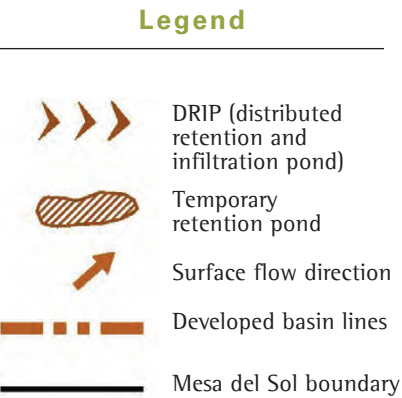 Legend
DRIP (distributed
retention and
infiltration pond)
Temporary
retention pond
Surface flow direction
Developed basin lines
Mesa del Sol boundary